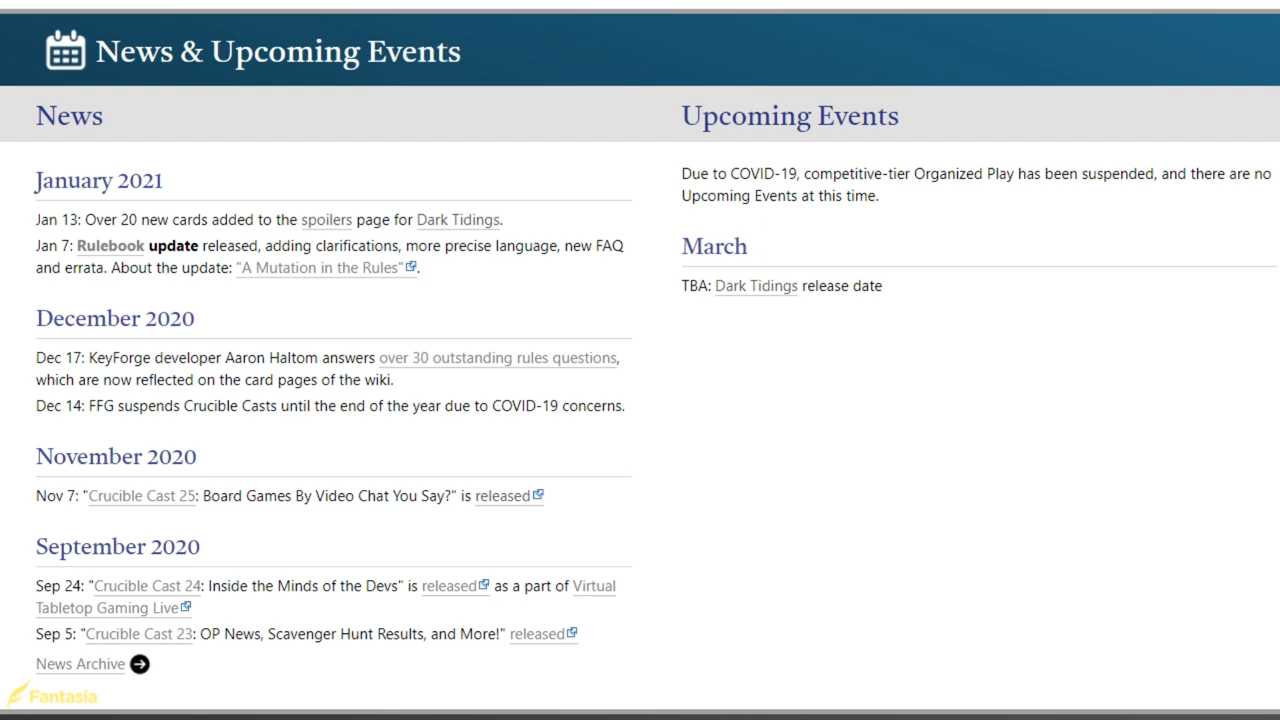 News & Upcoming Events
News
January 2021
Jan 13: Over 20 new cards added to the spoilers page for Dark Tidings.
Jan 7: Rulebook update released, adding clarifications, more precise language, new FAQ
and errata. About the update: "A Mutation in the Rules".
December 2020
Dec 17: KeyForge developer Aaron Haltom answers over 30 outstanding rules questions,
which are now reflected on the card pages of the wiki.
Dec 14: FFG suspends Crucible Casts until the end of the year due to COVID-19 concerns.
November 2020
Nov 7: "Crucible Cast 25: Board Games By Video Chat You Say?" is released
September 2020
Sep 24: "Crucible Cast 24: Inside the Minds of the Devs" is released as a part of Virtual
Tabletop Gaming Live
Sep 5: "Crucible Cast 23: OP News, Scavenger Hunt Results, and More!" released
News Archive
Upcoming Events
Due to COVID-19, competitive-tier Organized Play has been suspended, and there are no
Upcoming Events at this time.
March
TBA: Dark Tidings release date
Fantasia